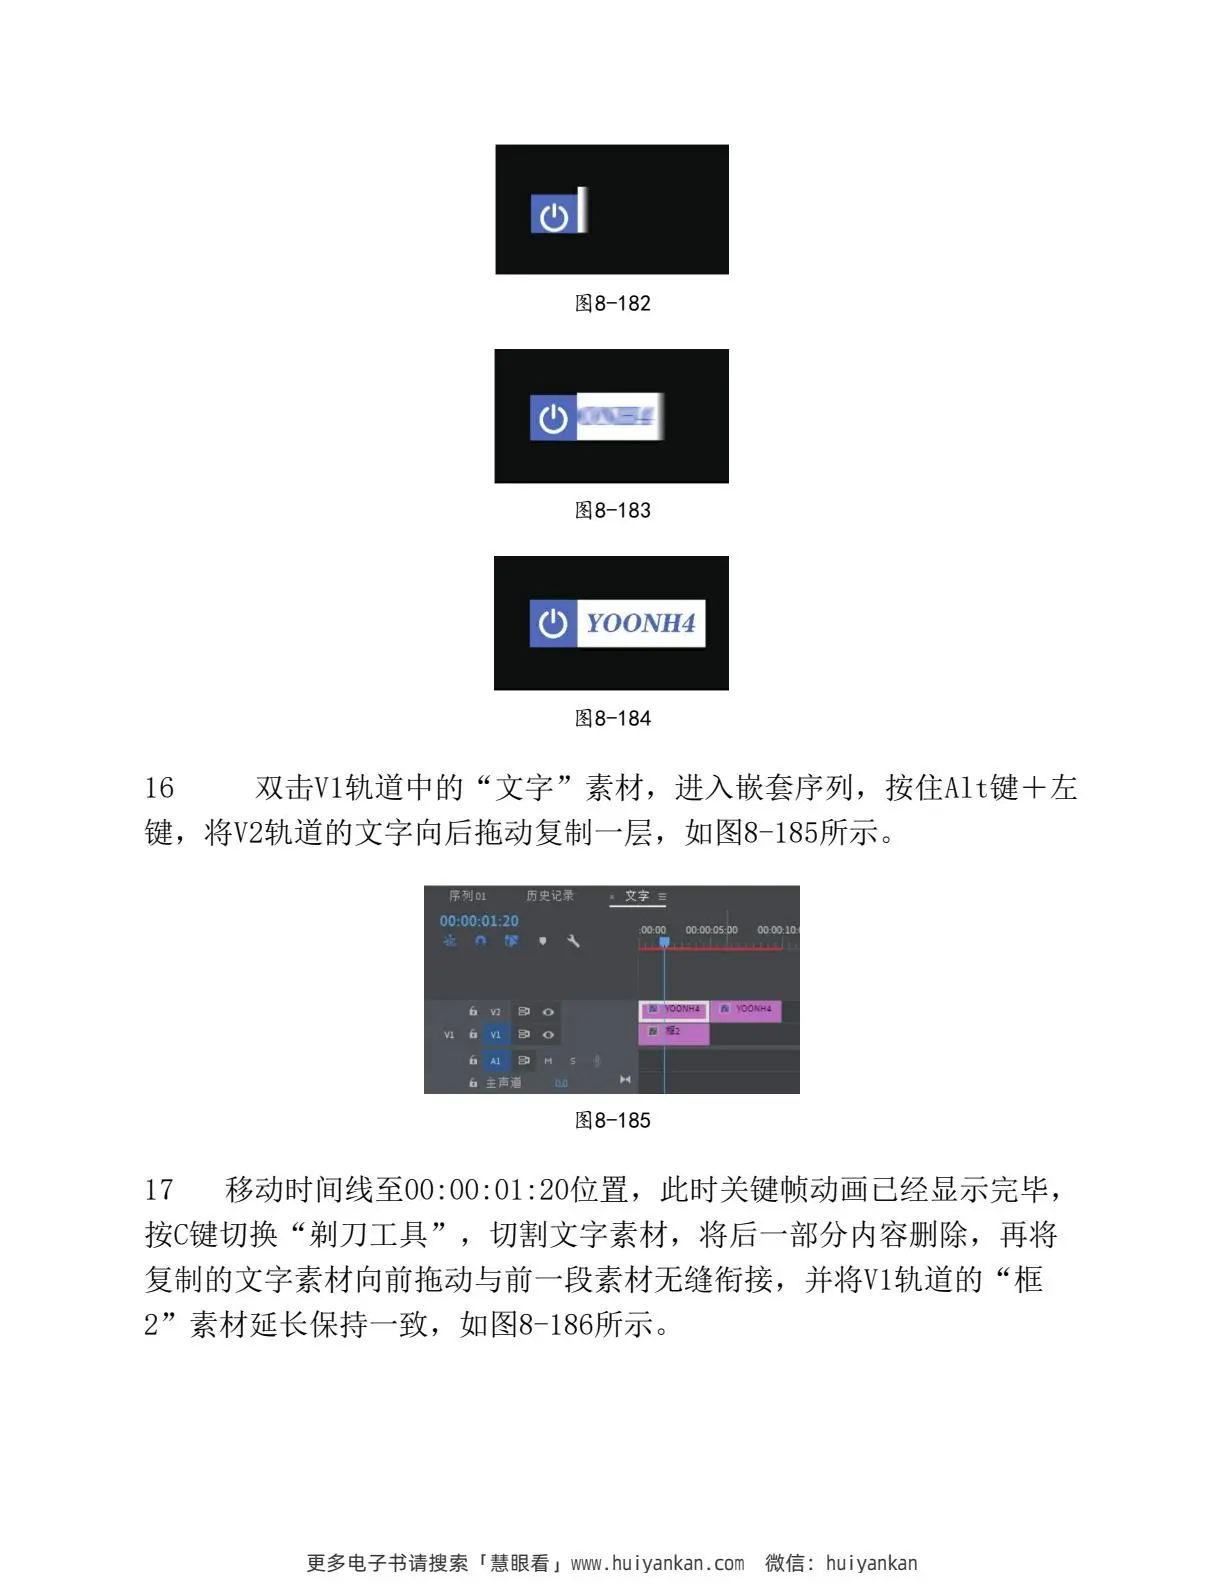 图8-182
图8-183
YOONH4
图8-184
16 双击V1轨道中的“文字”素材，进入嵌套序列，按住Alt键＋左
键，将V2轨道的文字向后拖动复制一层，如图8-185所示。
序列01 历史记录 × 文字 ≡
00:00:01:20
:00:00 00:00:05:00 00:00:10:
V2 YOONH4 YOONH4
V1 V1 框2
A1 M S
主声道 0.0
图8-185
17 移动时间线至00:00:01:20位置，此时关键帧动画已经显示完毕，
按C键切换“剃刀工具”，切割文字素材，将后一部分内容删除，再将
复制的文字素材向前拖动与前一段素材无缝衔接，并将V1轨道的“框
2”素材延长保持一致，如图8-186所示。
更多电子书请搜索「慧眼看」www.huiyankan.com 微信：huiyankan